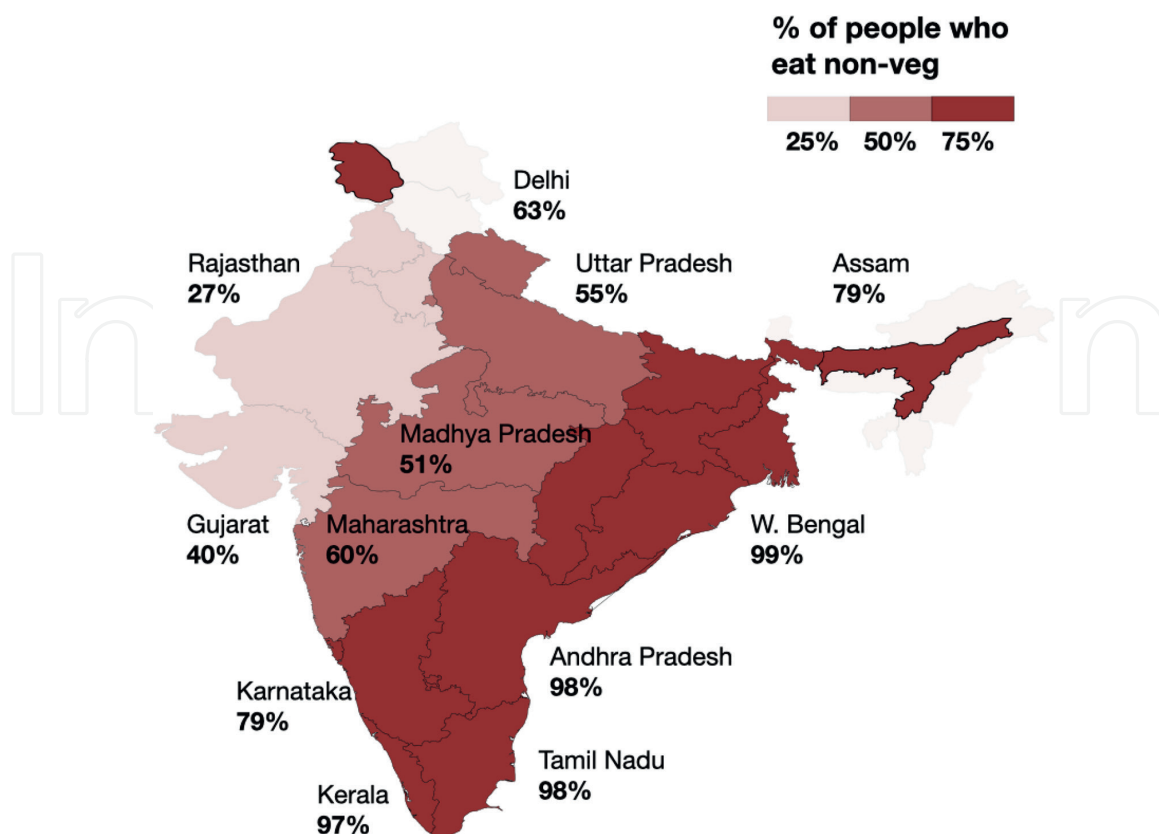 % of people who
eat non-veg
25% 50% 75%
Delhi
63%
Rajasthan
27%
Uttar Pradesh
55%
Assam
79%
In
n
Madhya Pradesh
51%
Gujarat
40%
Maharashtra
60%
W. Bengal
99%
Andhra Pradesh
98%
Karnataka
79%
Tamil Nadu
98%
Kerala
97%